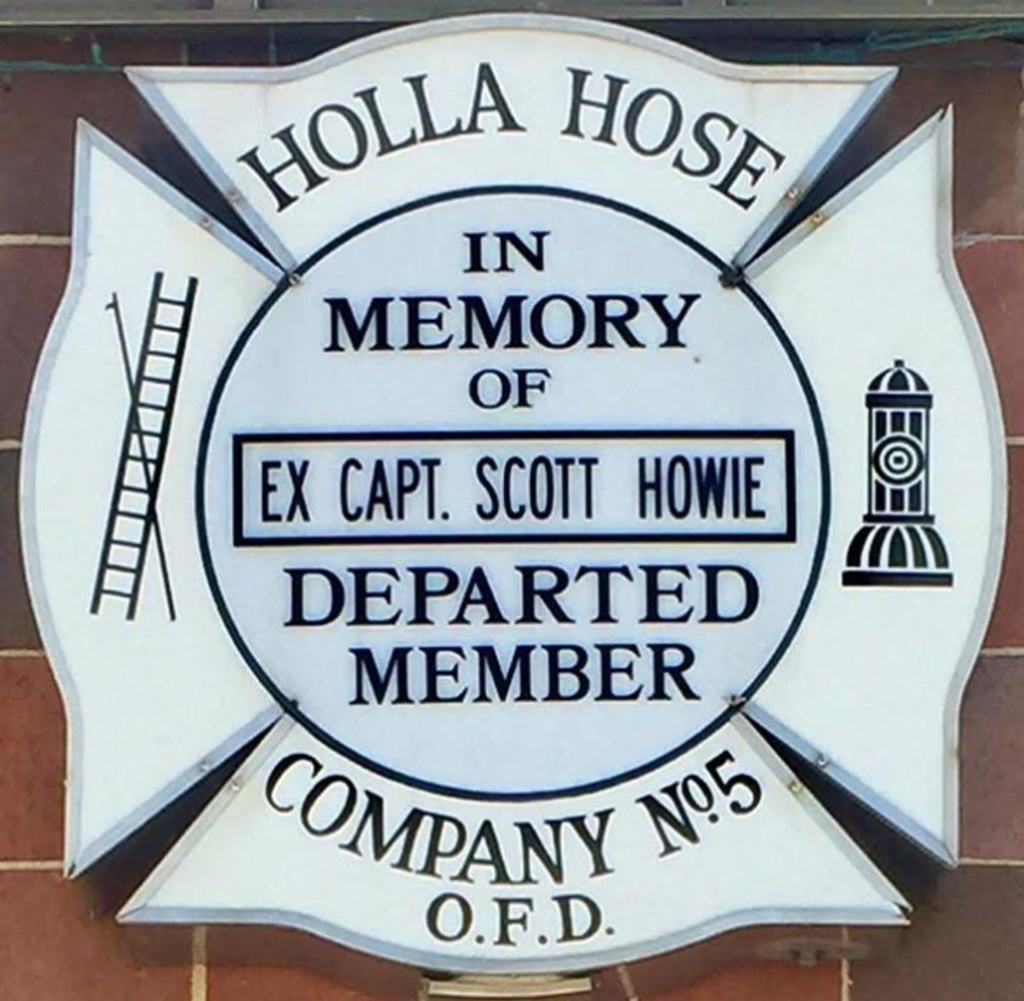 HOLLA HOSE
IN
MEMORY
OF
EX CAPT. SCOTT HOWIE
DEPARTED
MEMBER
COMPANY No. 5
O.F.D.